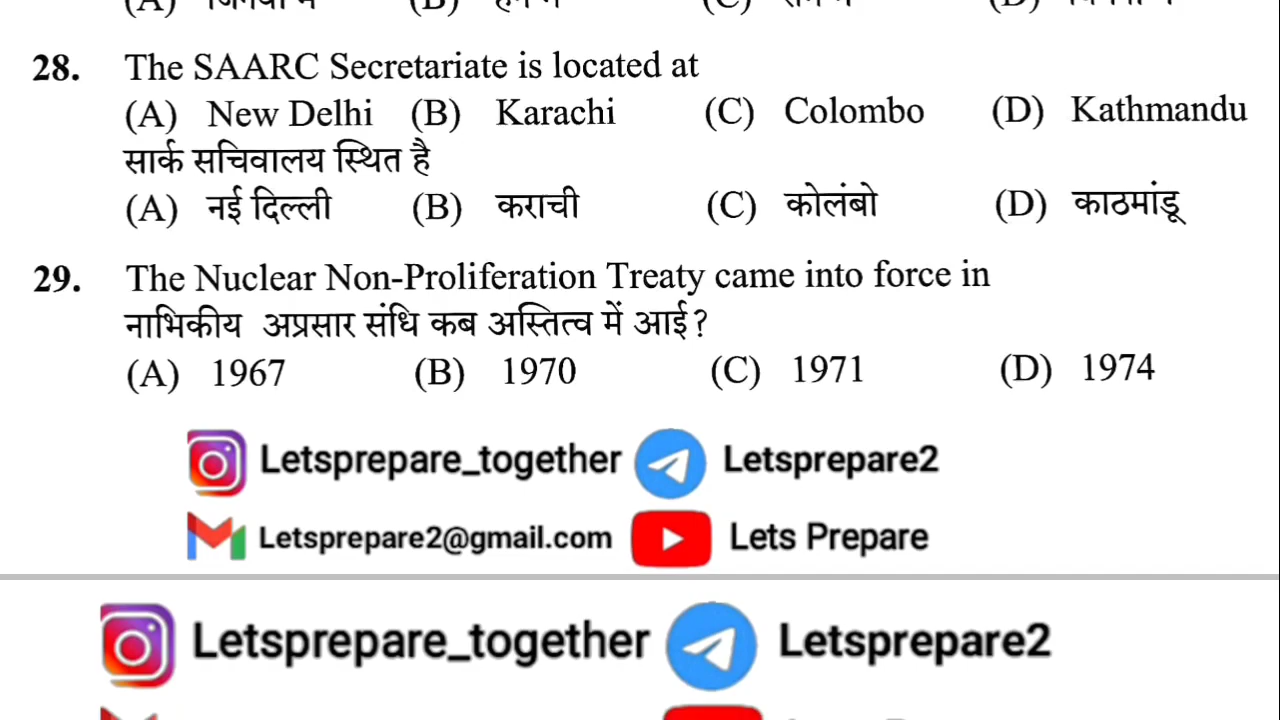 (A) (B) (C) (D)
28. The SAARC Secretariate is located at
(A) New Delhi (B) Karachi (C) Colombo (D) Kathmandu
सार्क सचिवालय स्थित है
(A) नई दिल्ली (B) कराची (C) कोलंबो (D) काठमांडू
29. The Nuclear Non-Proliferation Treaty came into force in
नाभिकीय अप्रसार संधि कब अस्तित्व में आई?
(A) 1967 (B) 1970 (C) 1971 (D) 1974
Letsprepare_together Letsprepare2
Letsprepare2@gmail.com Lets Prepare
Letsprepare_together Letsprepare2